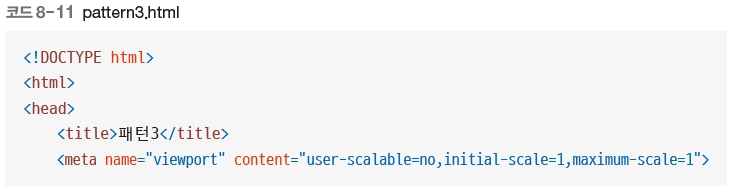 코드 8-11 pattern3.html
<!DOCTYPE html>
<html>
<head>
<title>패턴3</title>
<meta name="viewport" content="user-scalable=no,initial-scale=1,maximum-scale=1">